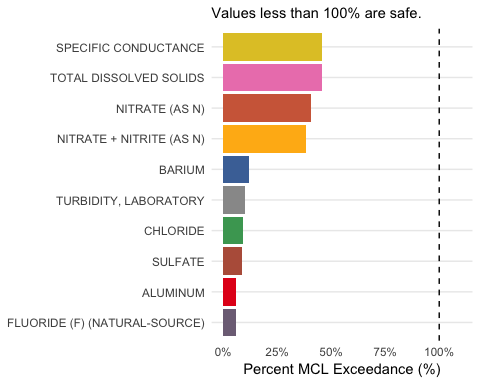 Values less than 100% are safe.
SPECIFIC CONDUCTANCE
TOTAL DISSOLVED SOLIDS
NITRATE (AS N)
NITRATE + NITRITE (AS N)
BARIUM
TURBIDITY, LABORATORY
CHLORIDE
SULFATE
ALUMINUM
FLUORIDE (F) (NATURAL-SOURCE)
0% 25% 50% 75% 100%
Percent MCL Exceedance (%)